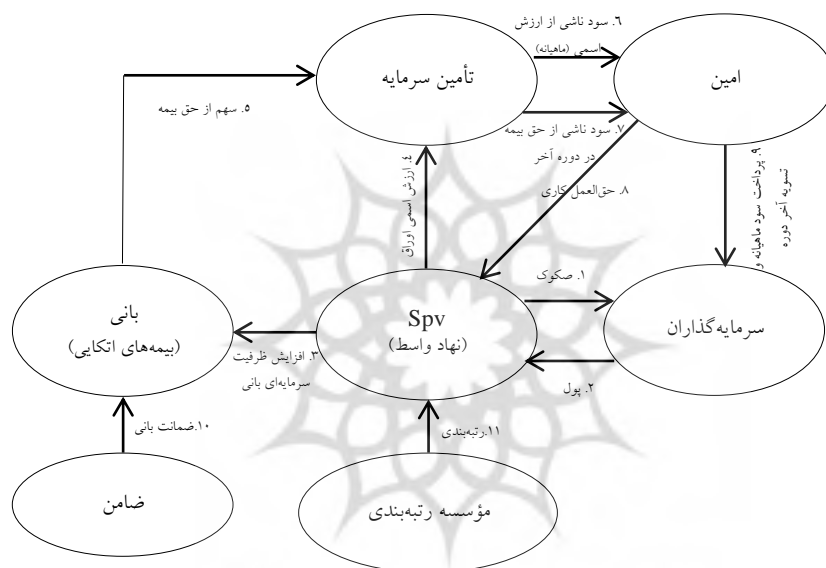 ۶. سود ناشی از ارزش
اسمی (ماهیانه)
تأمین سرمایه
امین
۵. سهم از حق بیمه
۷. سود ناشی از حق بیمه
در دوره آخر
۸. حق‌العمل کاری
۴. ارزش اسمی اوراق
۹. پرداخت سود ماهیانه و
تسویه آخر دوره
۱. صکوک
بانی
(بیمه‌های اتکایی)
Spv
(نهاد واسط)
سرمایه‌گذاران
۳. افزایش ظرفیت
سرمایه‌ای بانی
۲. پول
۱۰.ضمانت بانی
۱۱.رتبه‌بندی
ضامن
مؤسسه رتبه‌بندی